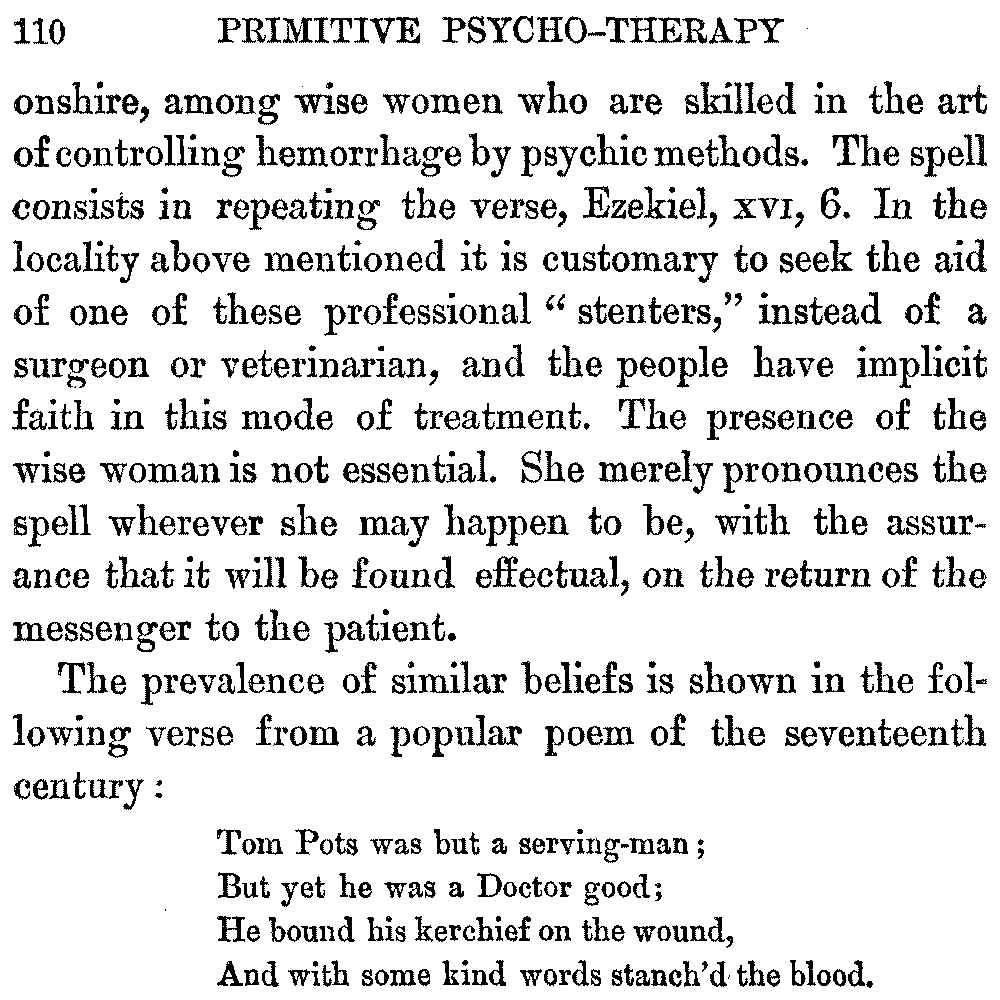 110 PRIMITIVE PSYCHO-THERAPY
onshire, among wise women who are skilled in the art
of controlling hemorrhage by psychic methods. The spell
consists in repeating the verse, Ezekiel, XVI, 6. In the
locality above mentioned it is customary to seek the aid
of one of these professional “ stenters,” instead of a
surgeon or veterinarian, and the people have implicit
faith in this mode of treatment. The presence of the
wise woman is not essential. She merely pronounces the
spell wherever she may happen to be, with the assur-
ance that it will be found effectual, on the return of the
messenger to the patient.
The prevalence of similar beliefs is shown in the fol-
lowing verse from a popular poem of the seventeenth
century :
Tom Pots was but a serving-man ;
But yet he was a Doctor good;
He bound his kerchief on the wound,
And with some kind words stanch'd the blood.